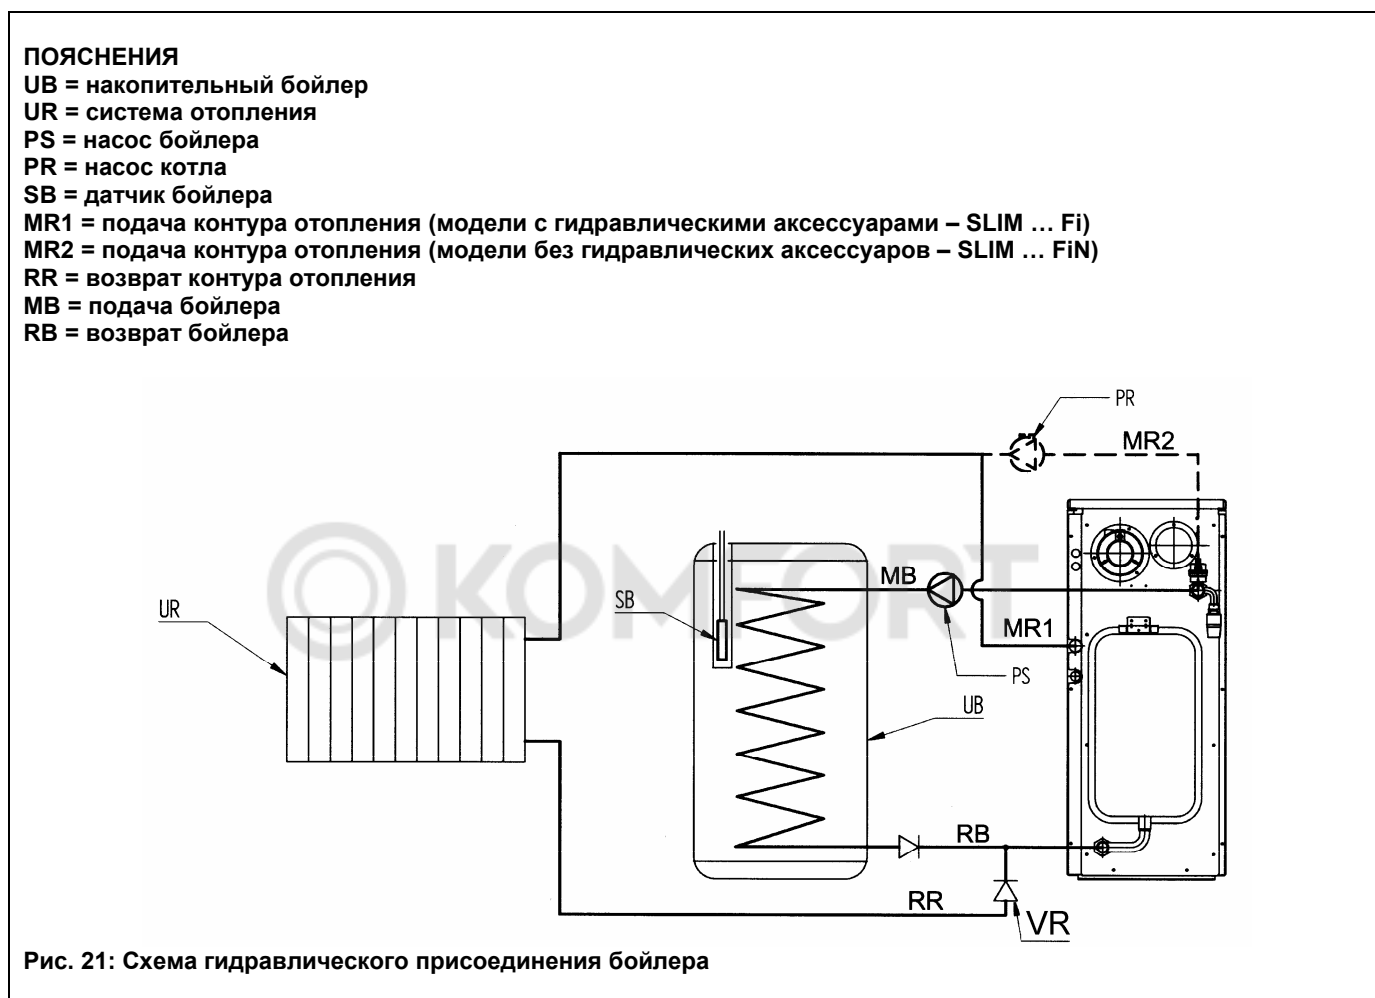 ПОЯСНЕНИЯ
UB = накопительный бойлер
UR = система отопления
PS = насос бойлера
PR = насос котла
SB = датчик бойлера
MR1 = подача контура отопления (модели с гидравлическими аксессуарами – SLIM … Fi)
MR2 = подача контура отопления (модели без гидравлических аксессуаров – SLIM … FiN)
RR = возврат контура отопления
MB = подача бойлера
RB = возврат бойлера
PR
MR2
KOMFORT
MB
SB
UR
MR1
PS
UB
RB
RR
VR
Рис. 21: Схема гидравлического присоединения бойлера